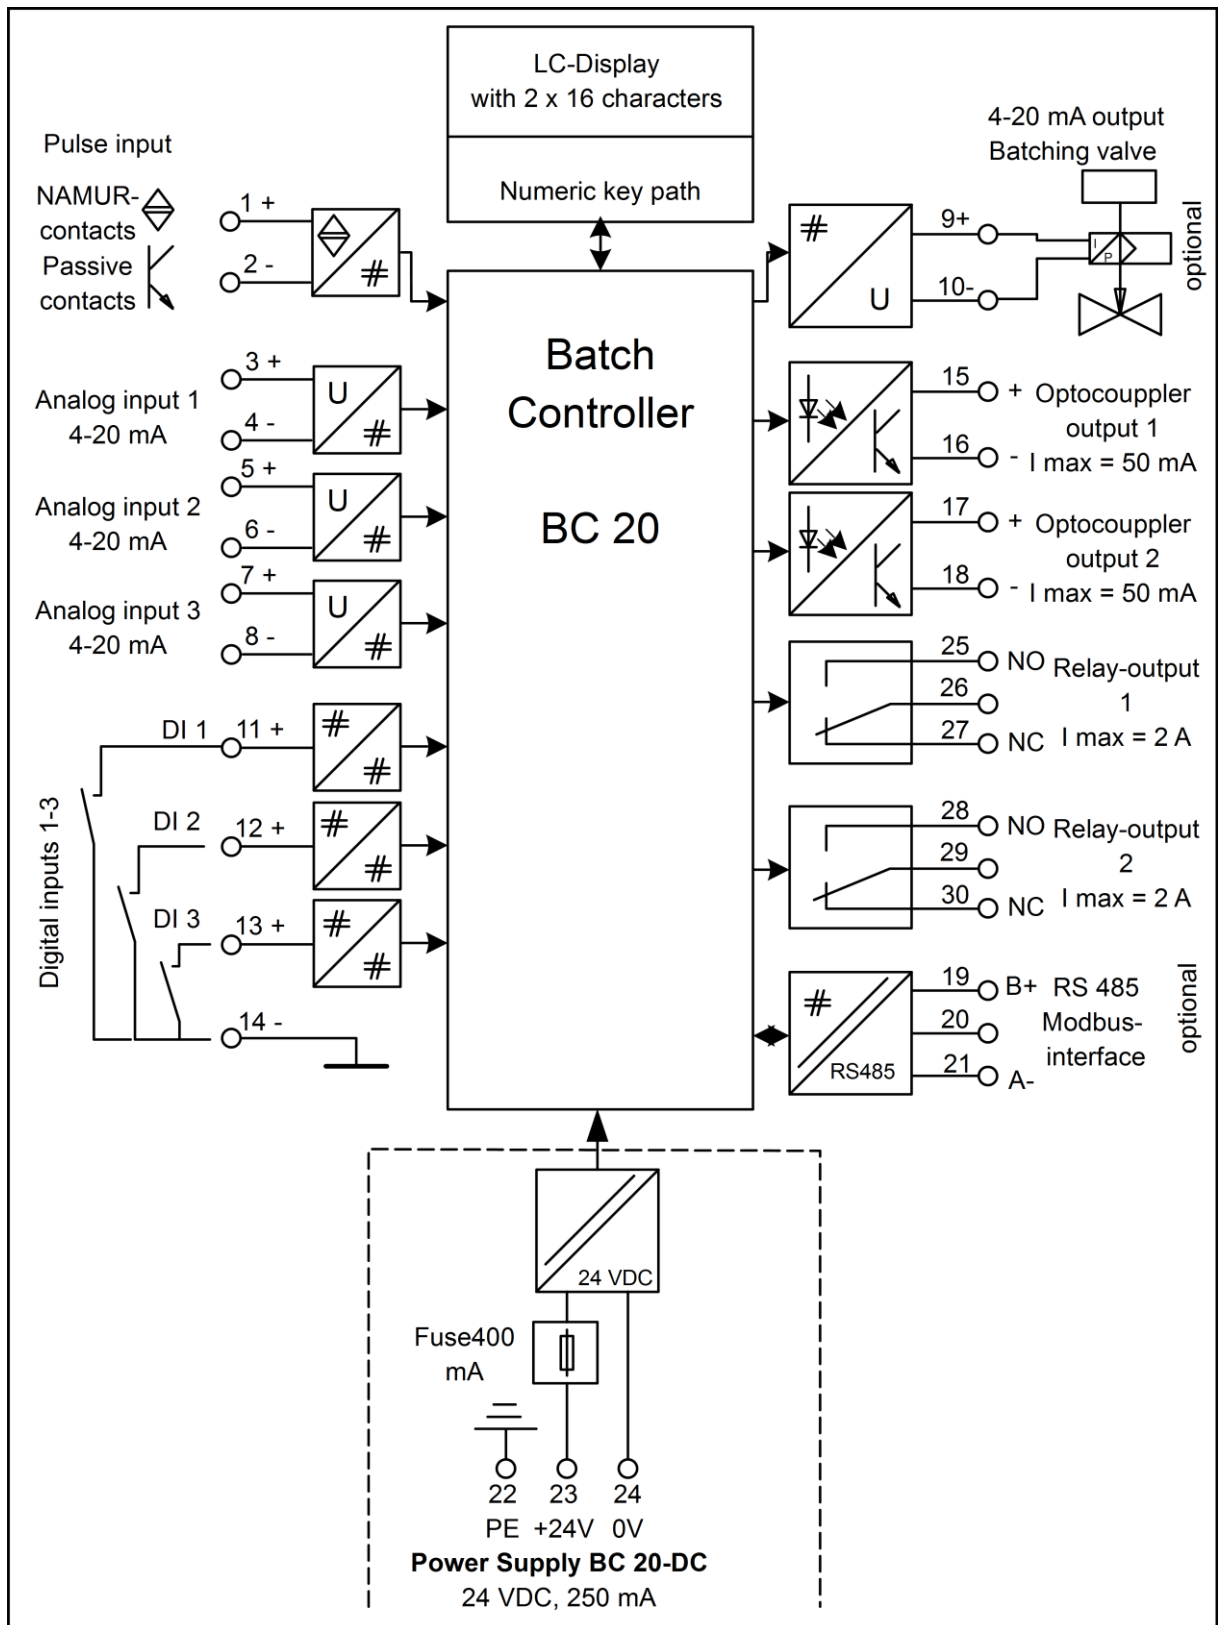 LC-Display
with 2 x 16 characters
Numeric key path
Pulse input
NAMUR-
contacts
Passive
contacts
1 +
2 -
Analog input 1
4-20 mA
3 +
4 -
Analog input 2
4-20 mA
5 +
6 -
Analog input 3
4-20 mA
7 +
8 -
U
#
U
#
U
#
#
Digital inputs 1-3
DI 1
11 +
DI 2
12 +
DI 3
13 +
14 -
#
#
#
#
#
#
Batch
Controller
BC 20
4-20 mA output
Batching valve
optional
#
U
9+
10-
I
P
15
+
Optocouppler
output 1
16
-
I max = 50 mA
17
+
Optocouppler
output 2
18
-
I max = 50 mA
25
NO
Relay-output
1
26
27
NC
I max = 2 A
28
NO
Relay-output
2
29
30
NC
I max = 2 A
#
RS485
19
B+
RS 485
Modbus-
interface
20
21
A-
optional
24 VDC
Fuse400
mA
22
23
24
PE
+24V
0V
Power Supply BC 20-DC
24 VDC, 250 mA